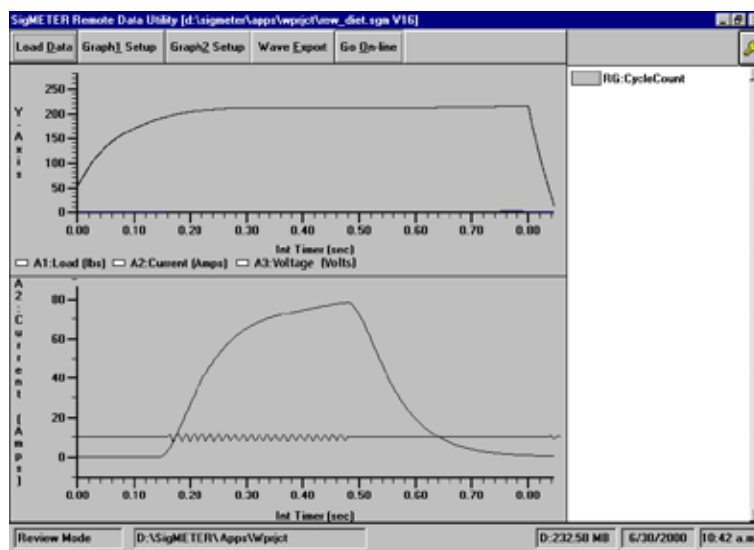 SigMETER Remote Data Utility [d:\sigmeter\apps\wprjct\new_diet.sgm V16]
Load Data Graph1 Setup Graph2 Setup Wave Export Go On-line
RG:CycleCount
Y-Axis
250
200
150
100
50
0
0.00 0.10 0.20 0.30 0.40 0.50 0.60 0.70 0.80
Int Timer [sec]
A1:Load (lbs) A2:Current (Amps) A3:Voltage (Volts)
A2:Current [Amps]
80
60
40
20
0
0.00 0.10 0.20 0.30 0.40 0.50 0.60 0.70 0.80
Int Timer [sec]
Review Mode D:\SigMETER\Apps\Wprjct D:232.58 MB 6/30/2000 10:42 a.m